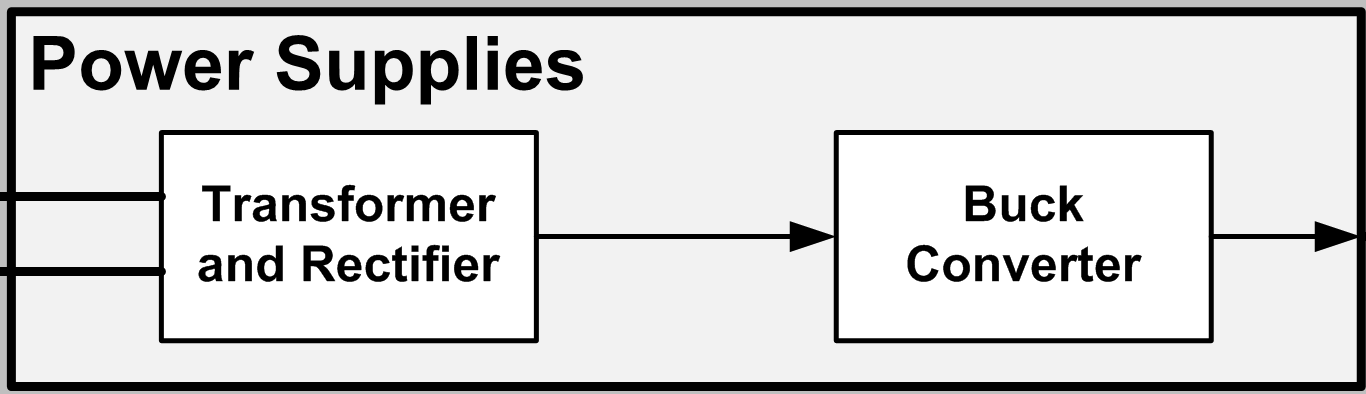 Power Supplies
Transformer
and Rectifier
Buck
Converter